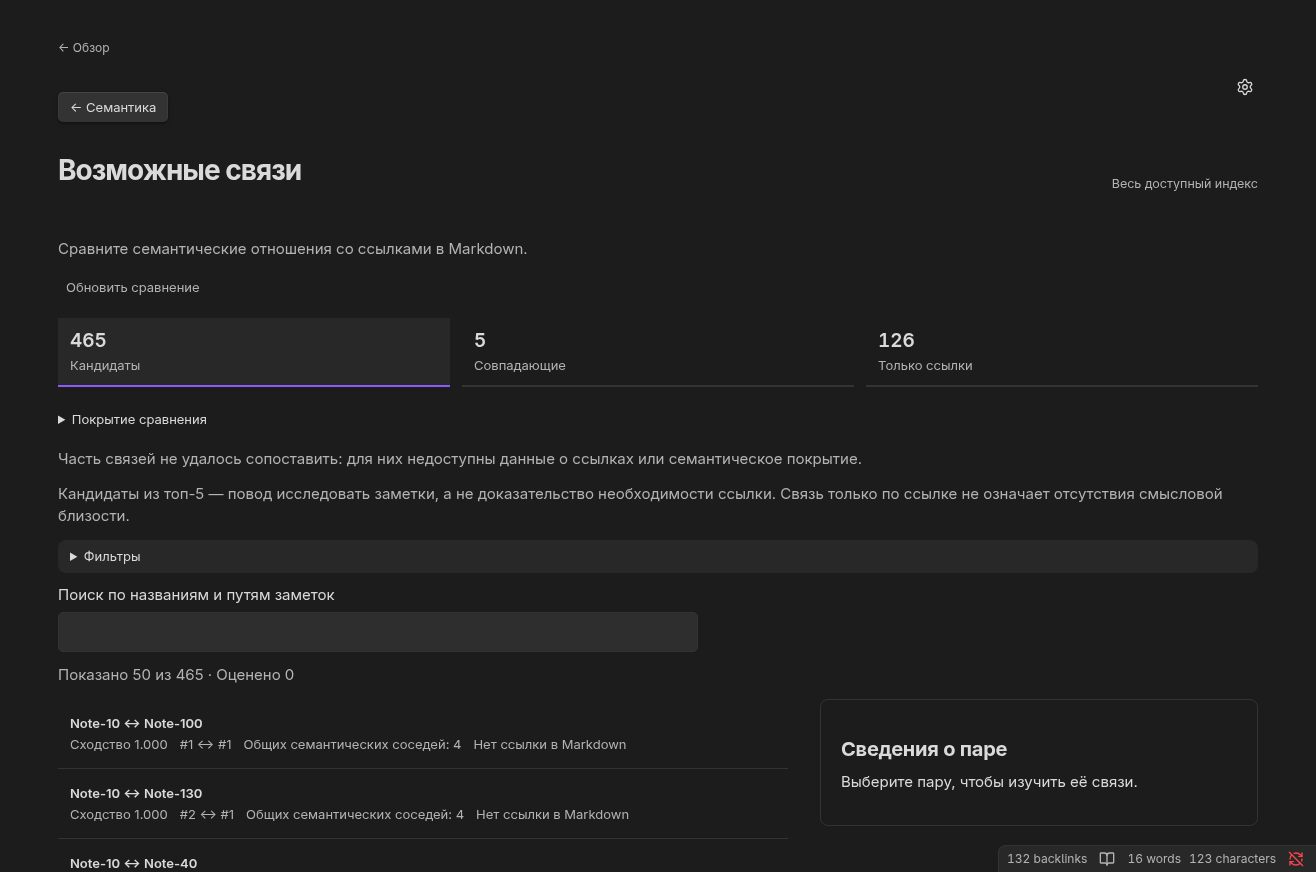 ← Обзор
← Семантика
Возможные связи
Весь доступный индекс
Сравните семантические отношения со ссылками в Markdown.
Обновить сравнение
465
Кандидаты
5
Совпадающие
126
Только ссылки
▶ Покрытие сравнения
Часть связей не удалось сопоставить: для них недоступны данные о ссылках или семантическое покрытие.
Кандидаты из топ-5 — повод исследовать заметки, а не доказательство необходимости ссылки. Связь только по ссылке не означает отсутствия смысловой
близости.
▶ Фильтры
Поиск по названиям и путям заметок
Показано 50 из 465 · Оценено 0
Note-10 ↔ Note-100
Сходство 1.000 #1 ↔ #1 Общих семантических соседей: 4 Нет ссылки в Markdown
Note-10 ↔ Note-130
Сходство 1.000 #2 ↔ #1 Общих семантических соседей: 4 Нет ссылки в Markdown
Note-10 ↔ Note-40
Сведения о паре
Выберите пару, чтобы изучить её связи.
132 backlinks 16 words 123 characters